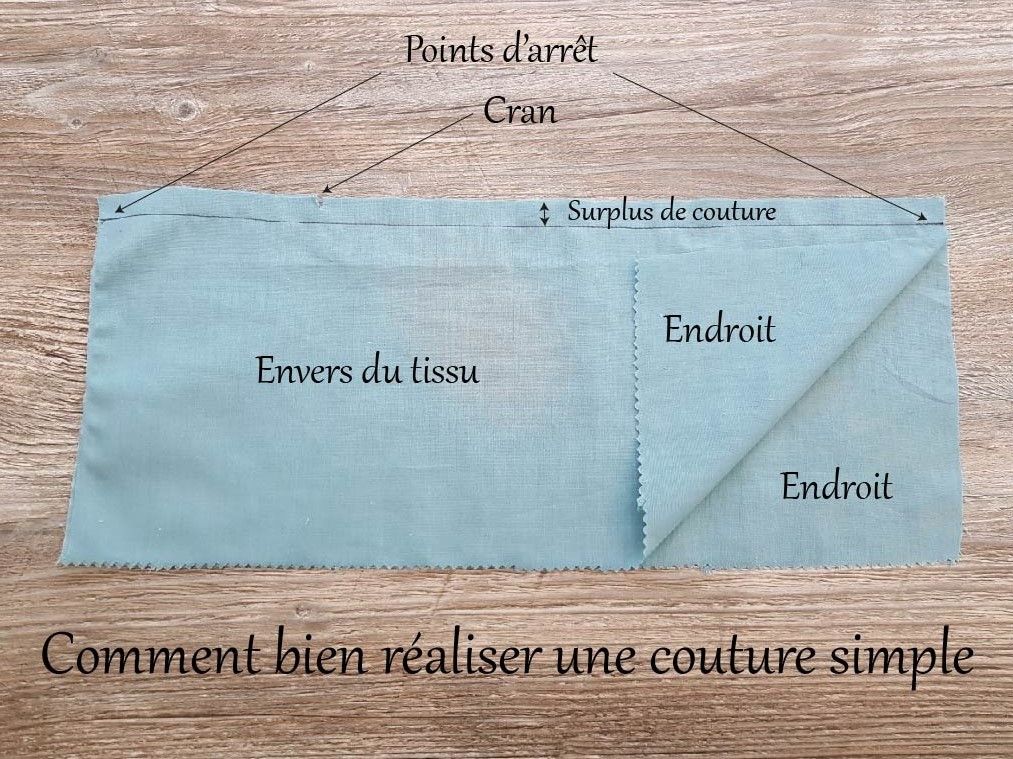 Points d'arrêt
Cran
Surplus de couture
Endroit
Envers du tissu
Endroit
Comment bien réaliser une couture simple